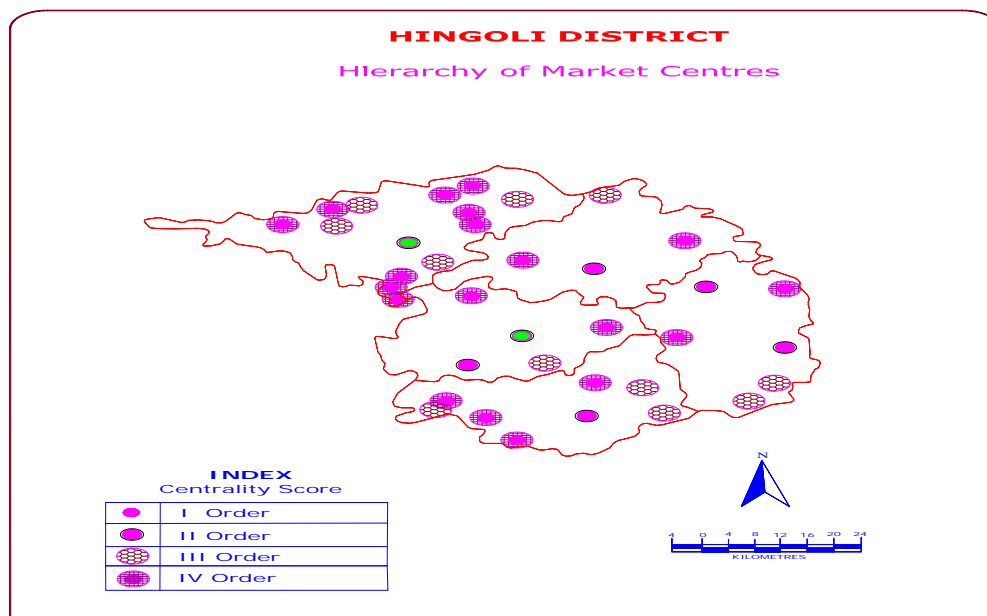 HINGOLI DISTRICT
Hierarchy of Market Centres
INDEX
Centrality Score
I Order
II Order
III Order
IV Order
N
4 0 4 8 12 16 20 24
KILOMETRES